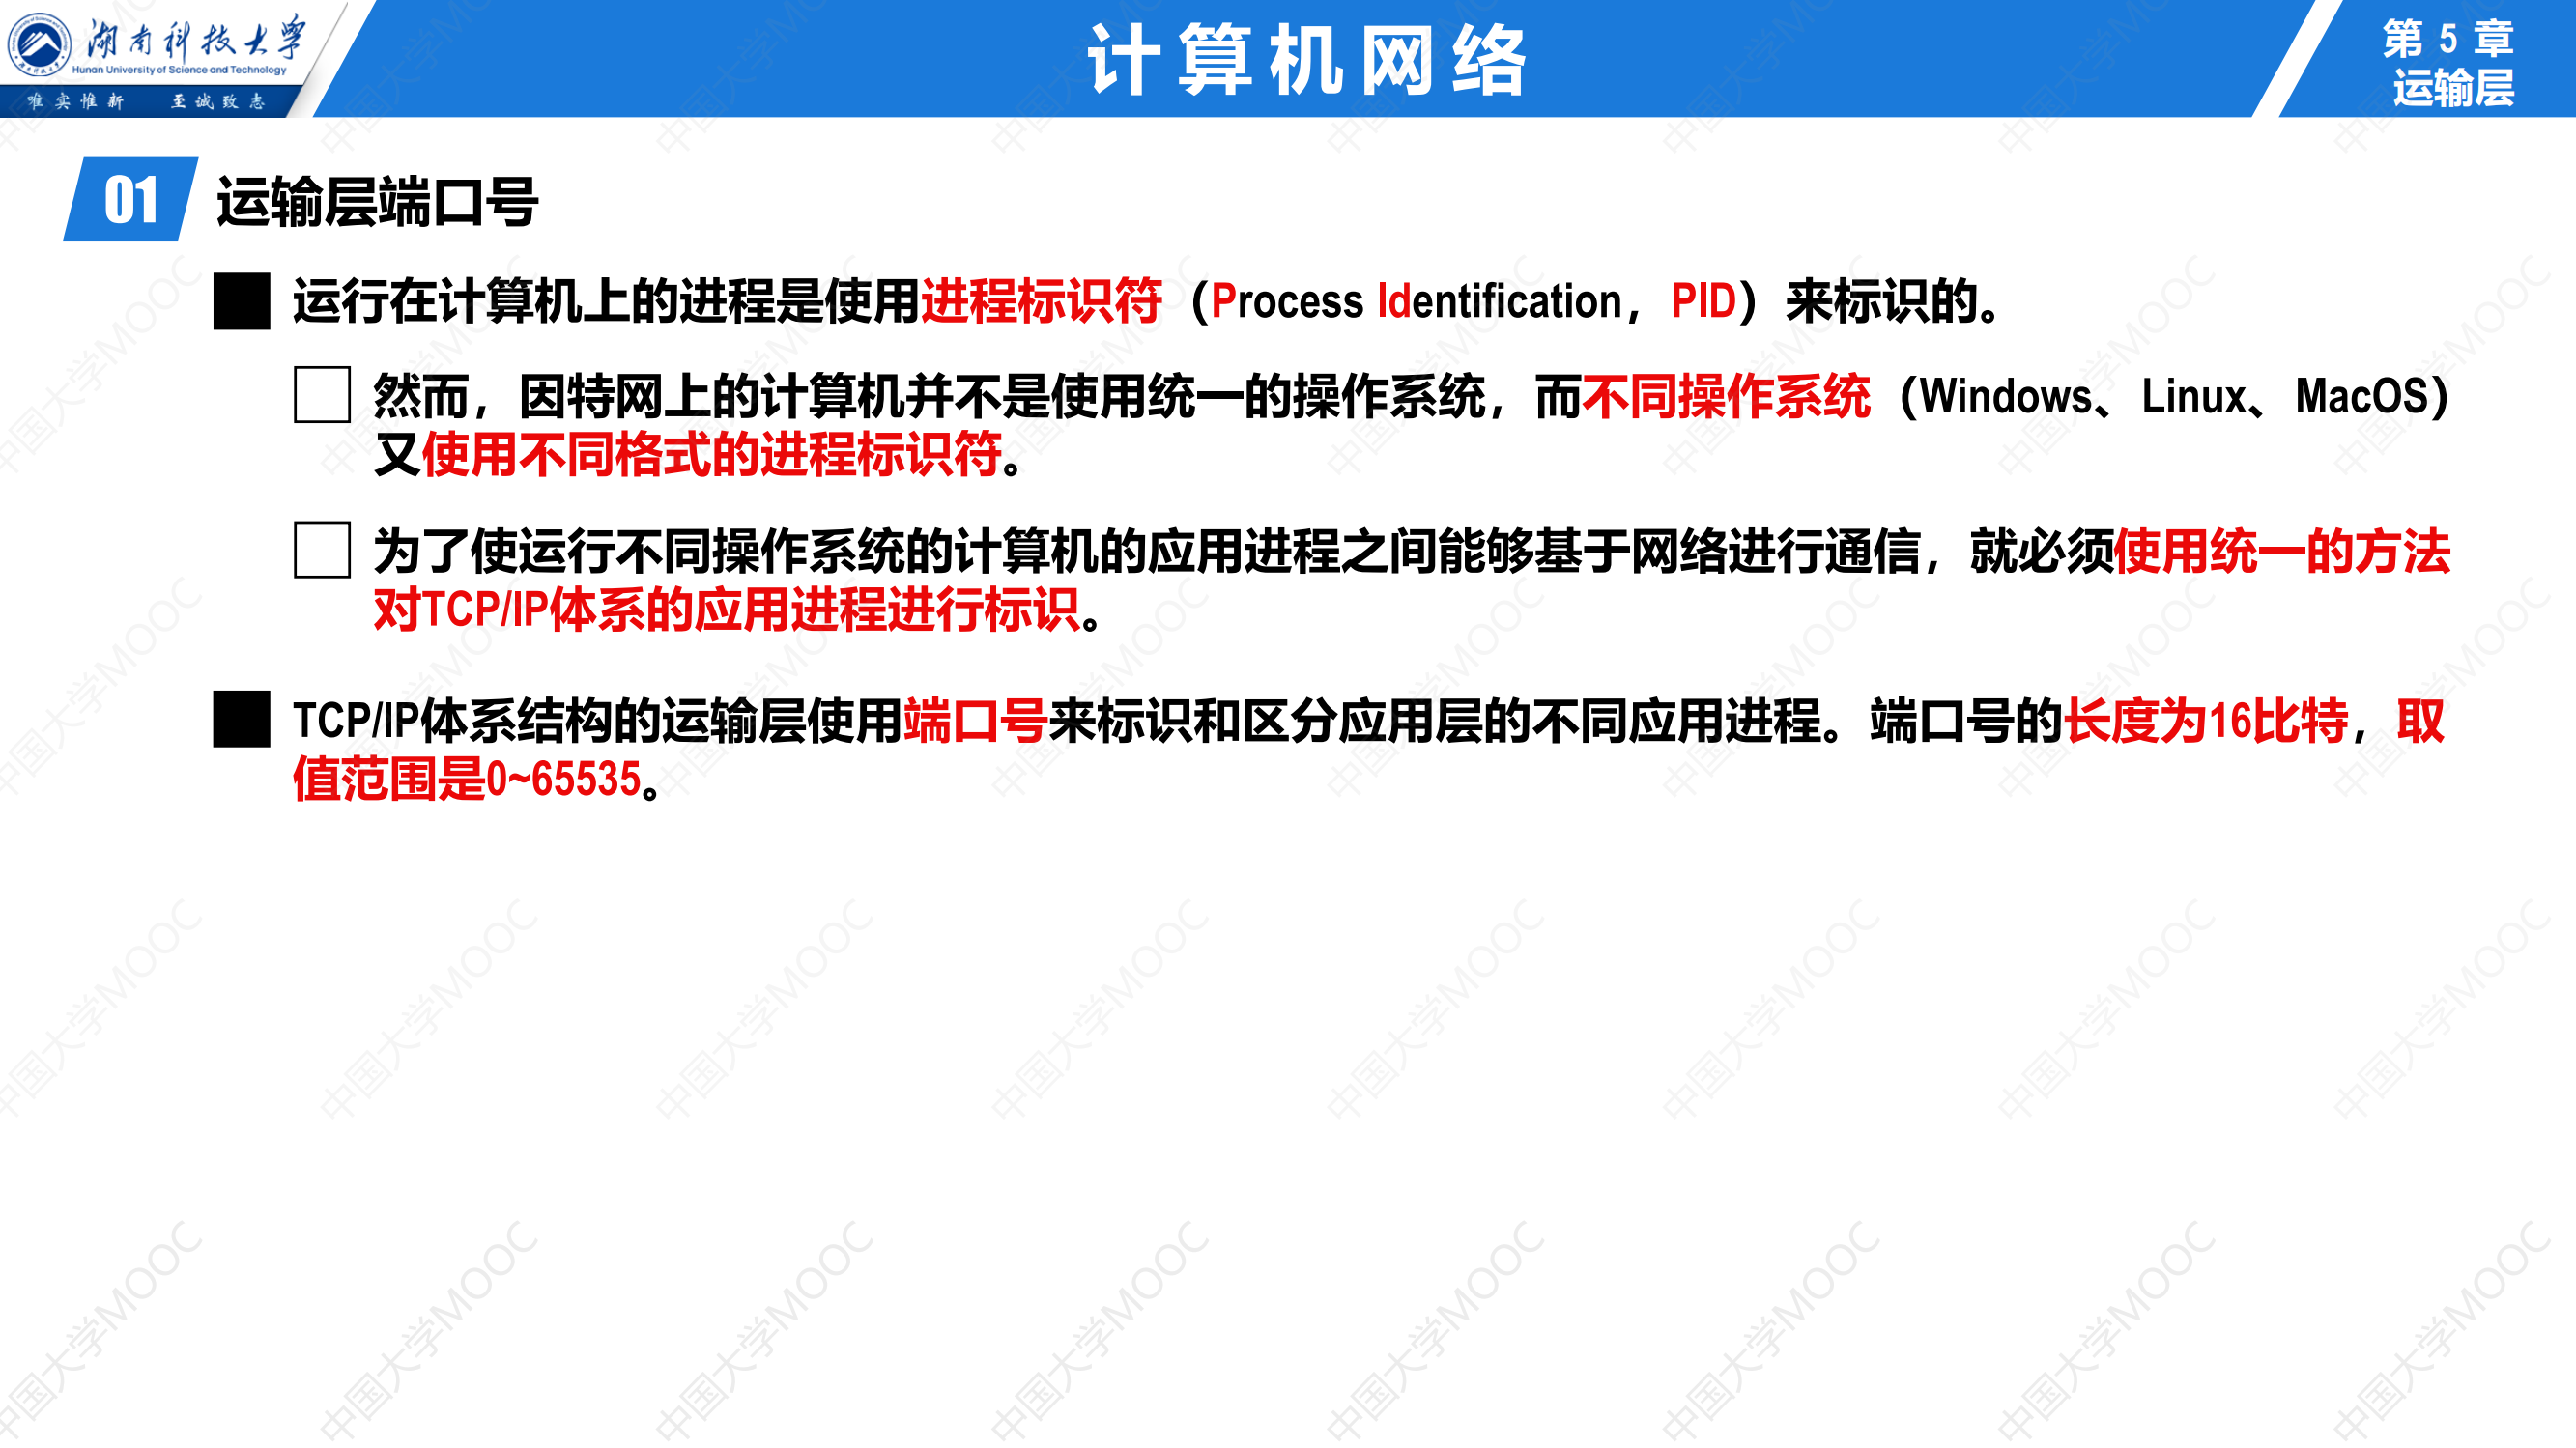 湖南科技大学
Hunan University of Science and Technology
唯实惟新 至诚致志
计算机网络
第 5 章
运输层
01 运输层端口号
运行在计算机上的进程是使用进程标识符（Process Identification，PID）来标识的。
然而，因特网上的计算机并不是使用统一的操作系统，而不同操作系统（Windows、Linux、MacOS）
又使用不同格式的进程标识符。
为了使运行不同操作系统的计算机的应用进程之间能够基于网络进行通信，就必须使用统一的方法
对TCP/IP体系的应用进程进行标识。
TCP/IP体系结构的运输层使用端口号来标识和区分应用层的不同应用进程。端口号的长度为16比特，取
值范围是0~65535。
中国大学MOOC